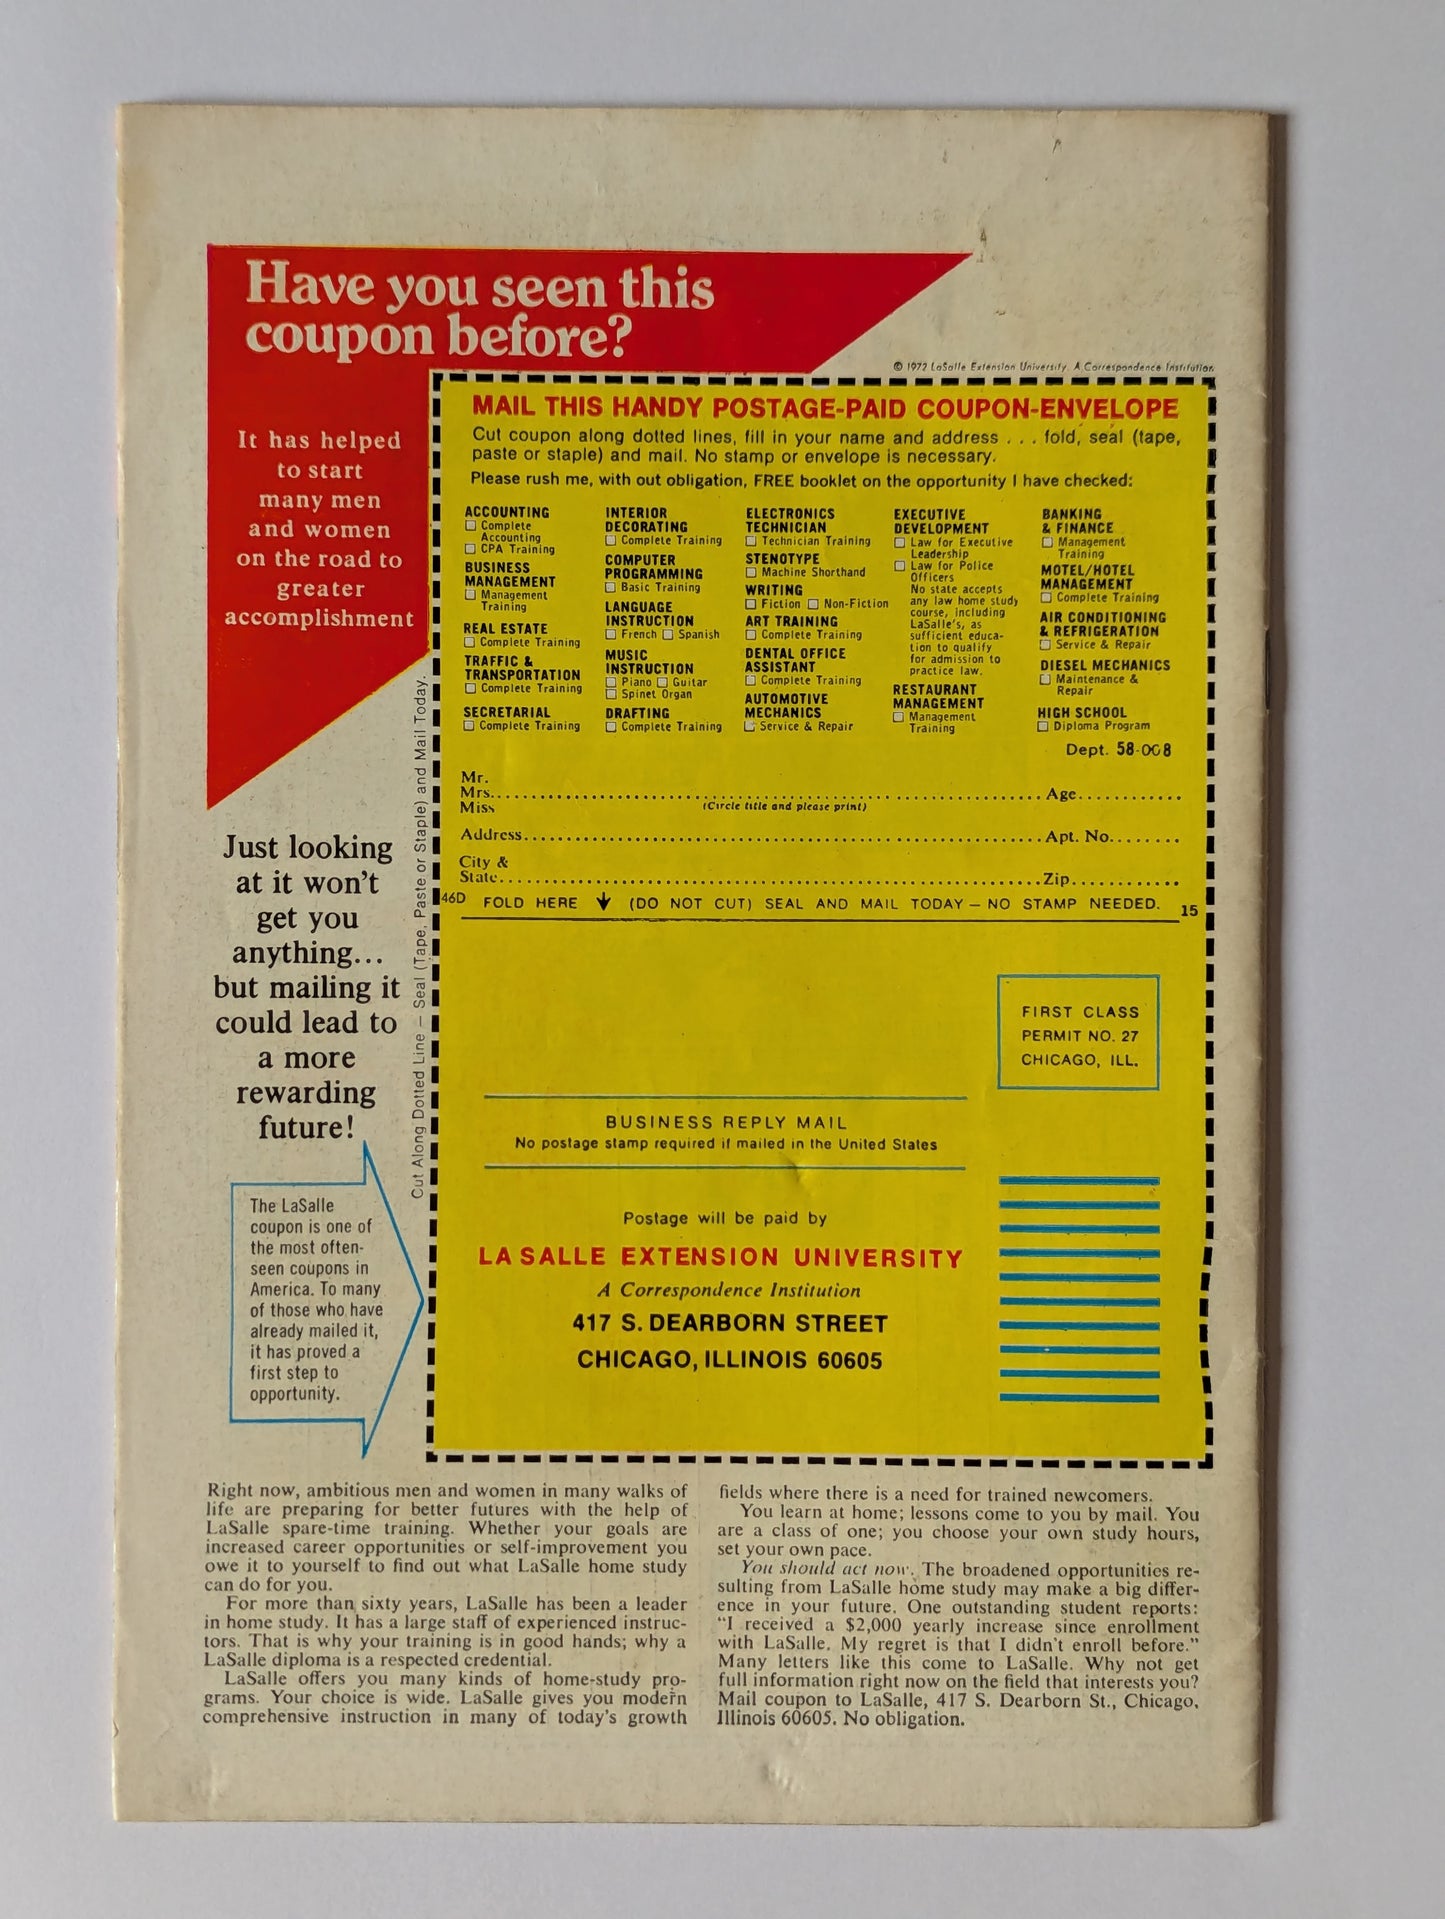 Have you seen this
coupon before?
It has helped
to start
many men
and women
on the road to
greater
accomplishment
© 1972 LaSalle Extension University. A Correspondence Institution
MAIL THIS HANDY POSTAGE-PAID COUPON-ENVELOPE
Cut coupon along dotted lines, fill in your name and address . . . fold, seal (tape,
paste or staple) and mail. No stamp or envelope is necessary.
Please rush me, with out obligation, FREE booklet on the opportunity I have checked:
ACCOUNTING
☐ Complete
Accounting
☐ CPA Training
BUSINESS
MANAGEMENT
☐ Management
Training
REAL ESTATE
☐ Complete Training
TRAFFIC &
TRANSPORTATION
☐ Complete Training
SECRETARIAL
☐ Complete Training
INTERIOR
DECORATING
☐ Complete Training
COMPUTER
PROGRAMMING
☐ Basic Training
LANGUAGE
INSTRUCTION
☐ French ☐ Spanish
MUSIC
INSTRUCTION
☐ Piano ☐ Guitar
☐ Spinet Organ
DRAFTING
☐ Complete Training
ELECTRONICS
TECHNICIAN
☐ Technician Training
STENOTYPE
☐ Machine Shorthand
WRITING
☐ Fiction ☐ Non-Fiction
ART TRAINING
☐ Complete Training
DENTAL OFFICE
ASSISTANT
☐ Complete Training
AUTOMOTIVE
MECHANICS
☐ Service & Repair
EXECUTIVE
DEVELOPMENT
☐ Law for Executive
Leadership
☐ Law for Police
Officers
No state accepts
any law home study
course, including
LaSalle's, as
sufficient educa-
tion to qualify
for admission to
practice law.
RESTAURANT
MANAGEMENT
☐ Management
Training
BANKING
& FINANCE
☐ Management
Training
MOTEL/HOTEL
MANAGEMENT
☐ Complete Training
AIR CONDITIONING
& REFRIGERATION
☐ Service & Repair
DIESEL MECHANICS
☐ Maintenance &
Repair
HIGH SCHOOL
☐ Diploma Program
Dept. 58-008
Mr.
Mrs. Age
Miss (Circle title and please print)
Address Apt. No.
City &
State Zip
46D FOLD HERE ↓ (DO NOT CUT) SEAL AND MAIL TODAY — NO STAMP NEEDED. 15
Cut Along Dotted Line — Seal (Tape, Paste or Staple) and Mail Today.
Just looking
at it won't
get you
anything...
but mailing it
could lead to
a more
rewarding
future!
The LaSalle
coupon is one of
the most often-
seen coupons in
America. To many
of those who have
already mailed it,
it has proved a
first step to
opportunity.
FIRST CLASS
PERMIT NO. 27
CHICAGO, ILL.
BUSINESS REPLY MAIL
No postage stamp required if mailed in the United States
Postage will be paid by
LA SALLE EXTENSION UNIVERSITY
A Correspondence Institution
417 S. DEARBORN STREET
CHICAGO, ILLINOIS 60605
Right now, ambitious men and women in many walks of
life are preparing for better futures with the help of
LaSalle spare-time training. Whether your goals are
increased career opportunities or self-improvement you
owe it to yourself to find out what LaSalle home study
can do for you.
For more than sixty years, LaSalle has been a leader
in home study. It has a large staff of experienced instruc-
tors. That is why your training is in good hands; why a
LaSalle diploma is a respected credential.
LaSalle offers you many kinds of home-study pro-
grams. Your choice is wide. LaSalle gives you modern
comprehensive instruction in many of today's growth
fields where there is a need for trained newcomers.
You learn at home; lessons come to you by mail. You
are a class of one; you choose your own study hours,
set your own pace.
You should act now. The broadened opportunities re-
sulting from LaSalle home study may make a big differ-
ence in your future. One outstanding student reports:
"I received a $2,000 yearly increase since enrollment
with LaSalle. My regret is that I didn't enroll before."
Many letters like this come to LaSalle. Why not get
full information right now on the field that interests you?
Mail coupon to LaSalle, 417 S. Dearborn St., Chicago,
Illinois 60605. No obligation.